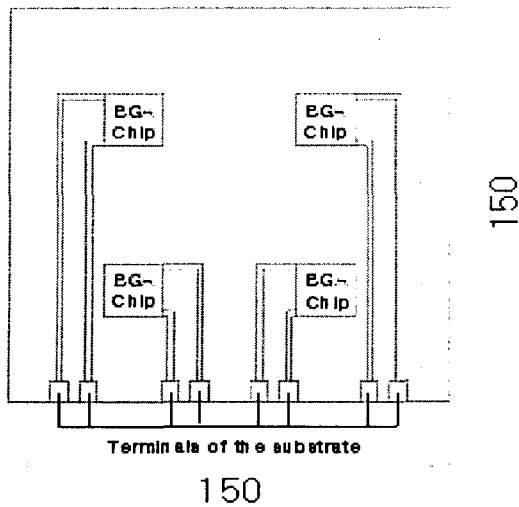 BG-
Chip
BG-
Chip
150
BG-
Chip
BG-
Chip
Terminals of the substrate
150